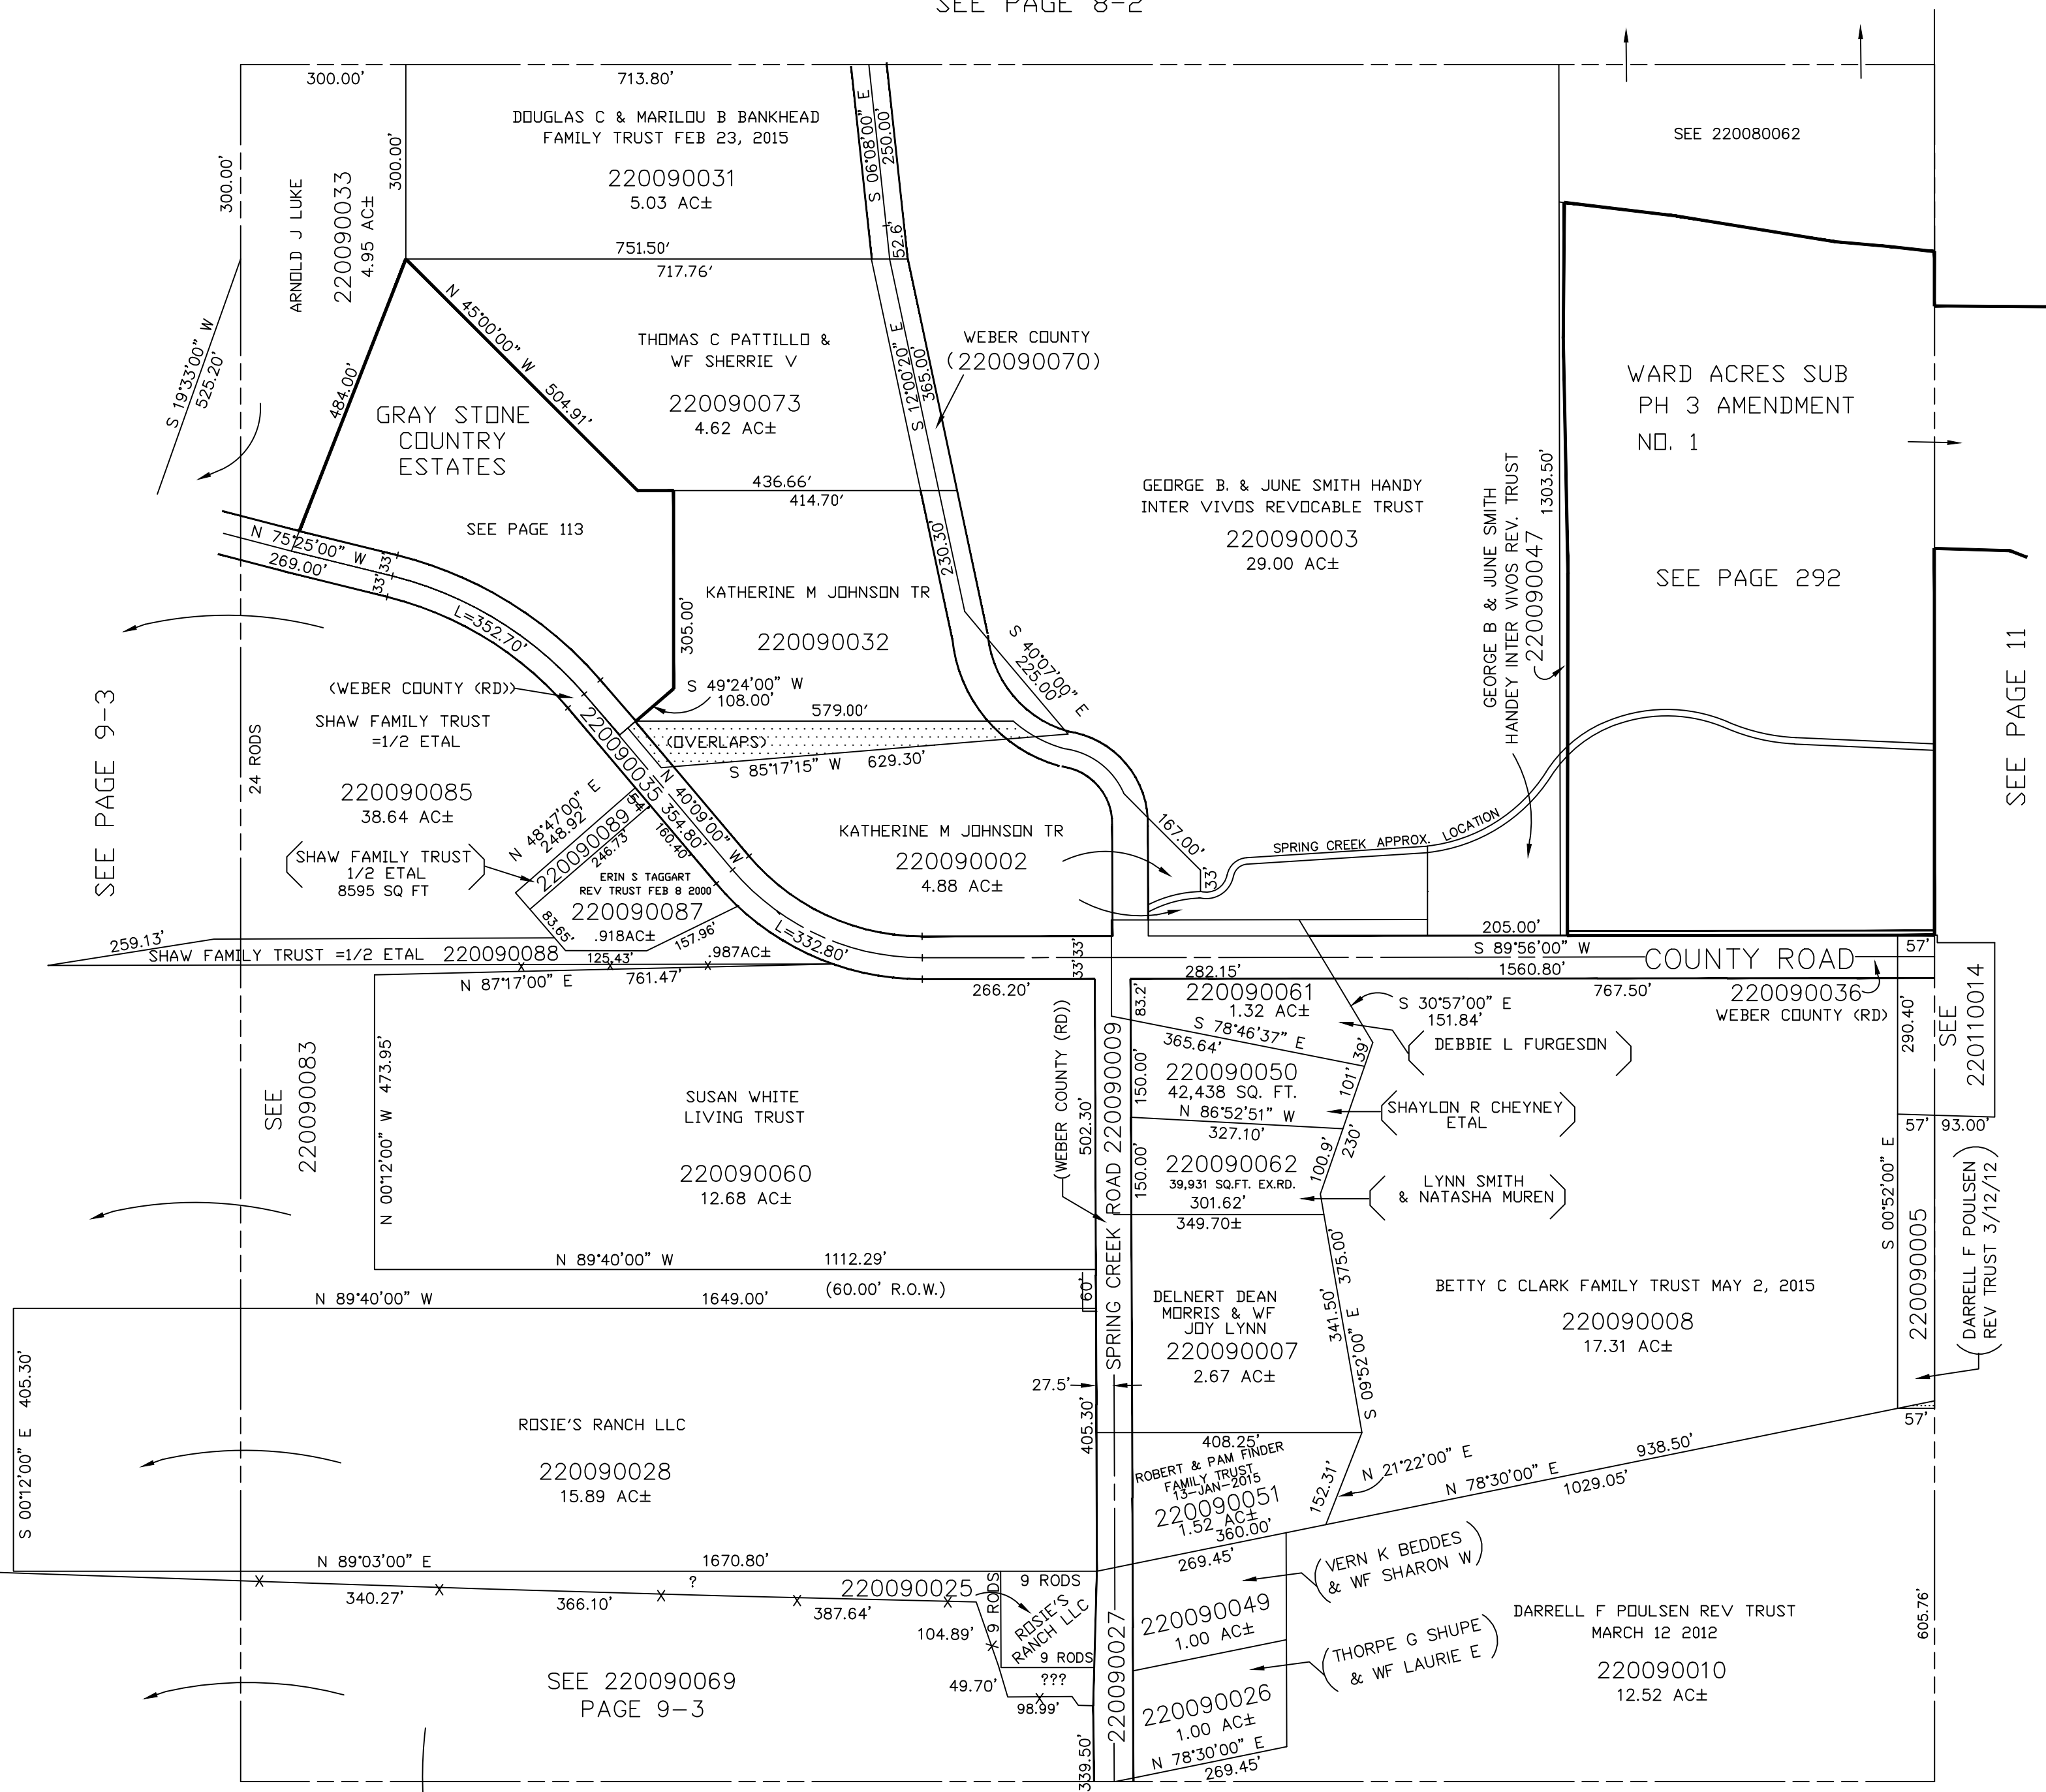 SEE PAGE 8-2
300.00'
713.80'
DOUGLAS C & MARILOU B BANKHEAD
FAMILY TRUST FEB 23, 2015
220090031
5.03 AC±
300.00'
300.00'
ARNOLD J LUKE
220090033
4.95 AC±
S 06°08'00" E
250.00'
52.6'
SEE 220080062
751.50'
717.76'
S 19°33'00" W
525.20'
484.00'
N 45°00'00" W 504.91'
GRAY STONE
COUNTRY
ESTATES
SEE PAGE 113
THOMAS C PATTILLO &
WF SHERRIE V
220090073
4.62 AC±
S 12°00'20" E
365.00'
WEBER COUNTY
(220090070)
436.66'
414.70'
230.30'
GEORGE B. & JUNE SMITH HANDY
INTER VIVOS REVOCABLE TRUST
220090003
29.00 AC±
GEORGE B & JUNE SMITH
HANDEY INTER VIVOS REV. TRUST
220090047
1303.50'
WARD ACRES SUB
PH 3 AMENDMENT
NO. 1
SEE PAGE 292
SEE PAGE 11
N 75°25'00" W
269.00'
33'33'
L=352.70'
305.00'
KATHERINE M JOHNSON TR
220090032
S 40°07'00" E
225.00'
S 49°24'00" W
108.00'
579.00'
(OVERLAPS)
S 85°17'15" W 629.30'
(WEBER COUNTY (RD))
220090035
SHAW FAMILY TRUST
=1/2 ETAL
220090085
38.64 AC±
SEE PAGE 9-3
24 RODS
N 40°09'00" W
354.80'
160.40'
54'
N 48°47'00" E
248.92'
220090089
246.73'
SHAW FAMILY TRUST
1/2 ETAL
8595 SQ FT
ERIN S TAGGART
REV TRUST FEB 8 2000
220090087
.918AC±
83.65'
157.96'
125.43'
KATHERINE M JOHNSON TR
220090002
4.88 AC±
167.00'
33'
SPRING CREEK APPROX. LOCATION
259.13'
SHAW FAMILY TRUST =1/2 ETAL 220090088
.987AC±
N 87°17'00" E
761.47'
L=332.80'
33'33'
205.00'
S 89°56'00" W
1560.80'
COUNTY ROAD
57'
266.20'
282.15'
767.50'
220090036
WEBER COUNTY (RD)
220090061
1.32 AC±
83.2'
S 30°57'00" E
151.84'
DEBBIE L FURGESON
S 78°46'37" E
365.64'
39'
101'
150.00'
220090050
42,438 SQ. FT.
N 86°52'51" W
327.10'
SHAYLON R CHEYNEY
ETAL
100.9'
230'
150.00'
220090062
39,931 SQ.FT. EX.RD.
301.62'
349.70±
LYNN SMITH
& NATASHA MUREN
290.40'
SEE
220110014
57'
93.00'
S 00°52'00" E
220090005
DARRELL F POULSEN
REV TRUST 3/12/12
57'
SEE
220090083
N 00°12'00" W 473.95'
SUSAN WHITE
LIVING TRUST
220090060
12.68 AC±
(WEBER COUNTY (RD))
502.30'
SPRING CREEK ROAD 220090009
N 89°40'00" W
1112.29'
(60.00' R.O.W.)
60'
N 89°40'00" W
1649.00'
DELNERT DEAN
MORRIS & WF
JOY LYNN
220090007
2.67 AC±
341.50'
375.00'
S 09°52'00" E
BETTY C CLARK FAMILY TRUST MAY 2, 2015
220090008
17.31 AC±
27.5'
405.30'
S 00°12'00" E 405.30'
ROSIE'S RANCH LLC
220090028
15.89 AC±
408.25'
ROBERT & PAM FINDER
FAMILY TRUST
13-JAN-2015
220090051
1.52 AC±
360.00'
152.31'
N 21°22'00" E
N 78°30'00" E
938.50'
1029.05'
269.45'
N 89°03'00" E
1670.80'
340.27'
366.10'
?
387.64'
220090025
9 RODS
9 RODS
ROSIE'S
RANCH LLC
9 RODS
104.89'
49.70'
???
98.99'
339.50'
220090027
SEE 220090069
PAGE 9-3
220090049
1.00 AC±
VERN K BEDDES
& WF SHARON W
220090026
1.00 AC±
THORPE G SHUPE
& WF LAURIE E
N 78°30'00" E
269.45'
DARRELL F POULSEN REV TRUST
MARCH 12 2012
220090010
12.52 AC±
605.76'